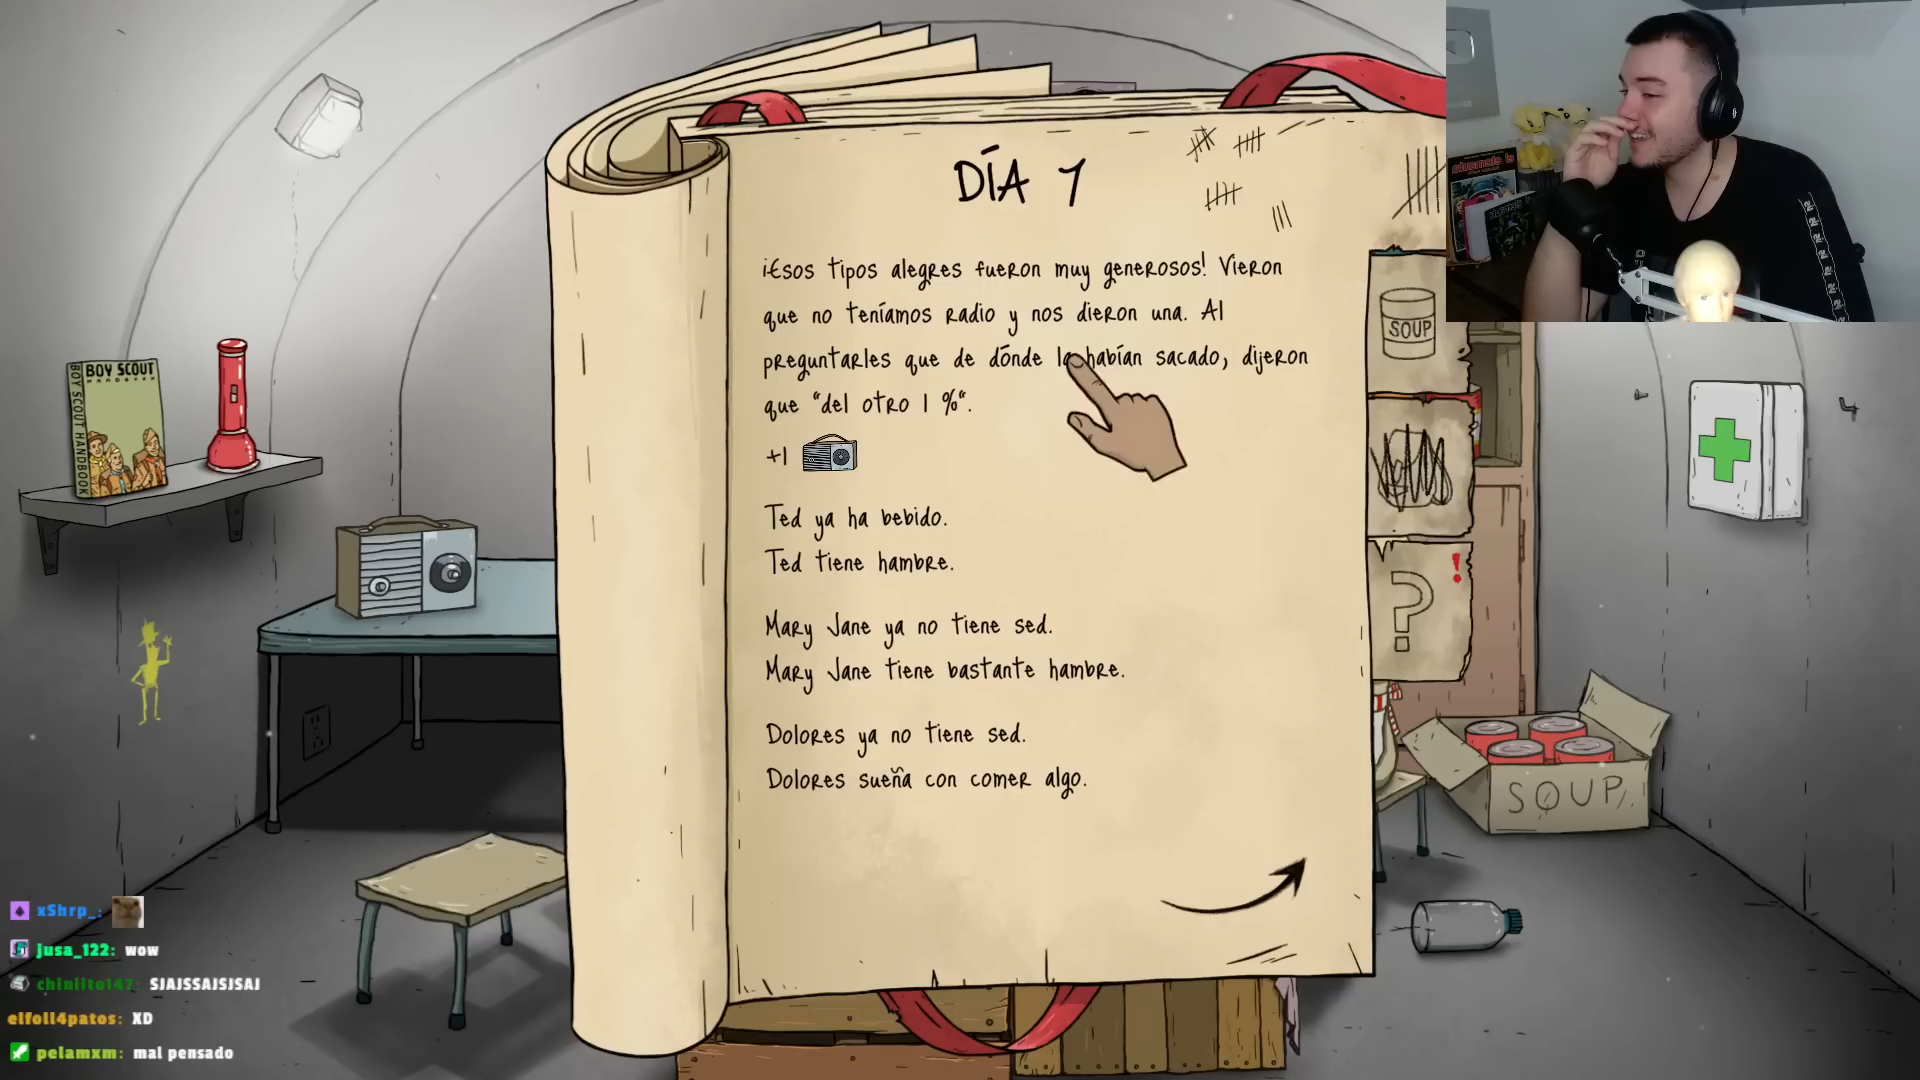 DÍA 7
¡Esos tipos alegres fueron muy generosos! Vieron
que no teníamos radio y nos dieron una. Al
preguntarles que de dónde la habían sacado, dijeron
que "del otro 1 %".
+1
Ted ya ha bebido.
Ted tiene hambre.
Mary Jane ya no tiene sed.
Mary Jane tiene bastante hambre.
Dolores ya no tiene sed.
Dolores sueña con comer algo.
SOUP
?
!
BOY SCOUT
HANDBOOK
BOY SCOUT HANDBOOK
SOUP
xShrp_:
jusa_122: wow
chiniito147: SJAJSSAJSJSAJ
elfoll4patos: XD
pelamxm: mal pensado